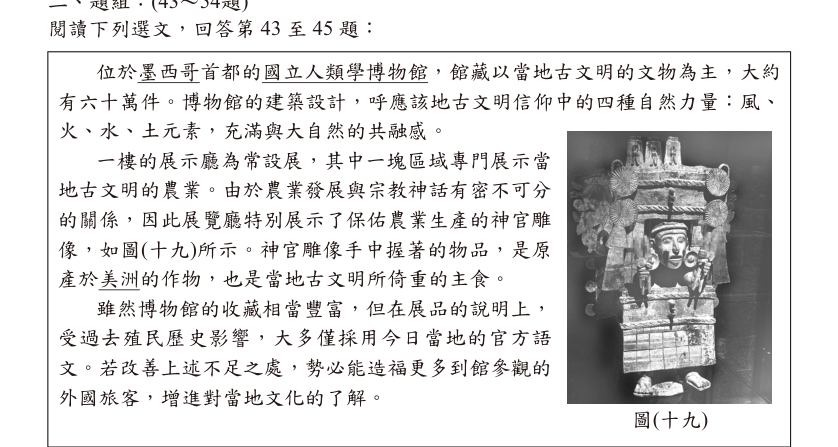 二、題組：(43～54題)
閱讀下列選文，回答第 43 至 45 題：
位於墨西哥首都的國立人類學博物館，館藏以當地古文明的文物為主，大約
有六十萬件。博物館的建築設計，呼應該地古文明信仰中的四種自然力量：風、
火、水、土元素，充滿與大自然的共融感。
一樓的展示廳為常設展，其中一塊區域專門展示當
地古文明的農業。由於農業發展與宗教神話有密不可分
的關係，因此展覽廳特別展示了保佑農業生產的神官雕
像，如圖(十九)所示。神官雕像手中握著的物品，是原
產於美洲的作物，也是當地古文明所倚重的主食。
雖然博物館的收藏相當豐富，但在展品的說明上，
受過去殖民歷史影響，大多僅採用今日當地的官方語
文。若改善上述不足之處，勢必能造福更多到館參觀的
外國旅客，增進對當地文化的了解。
圖(十九)